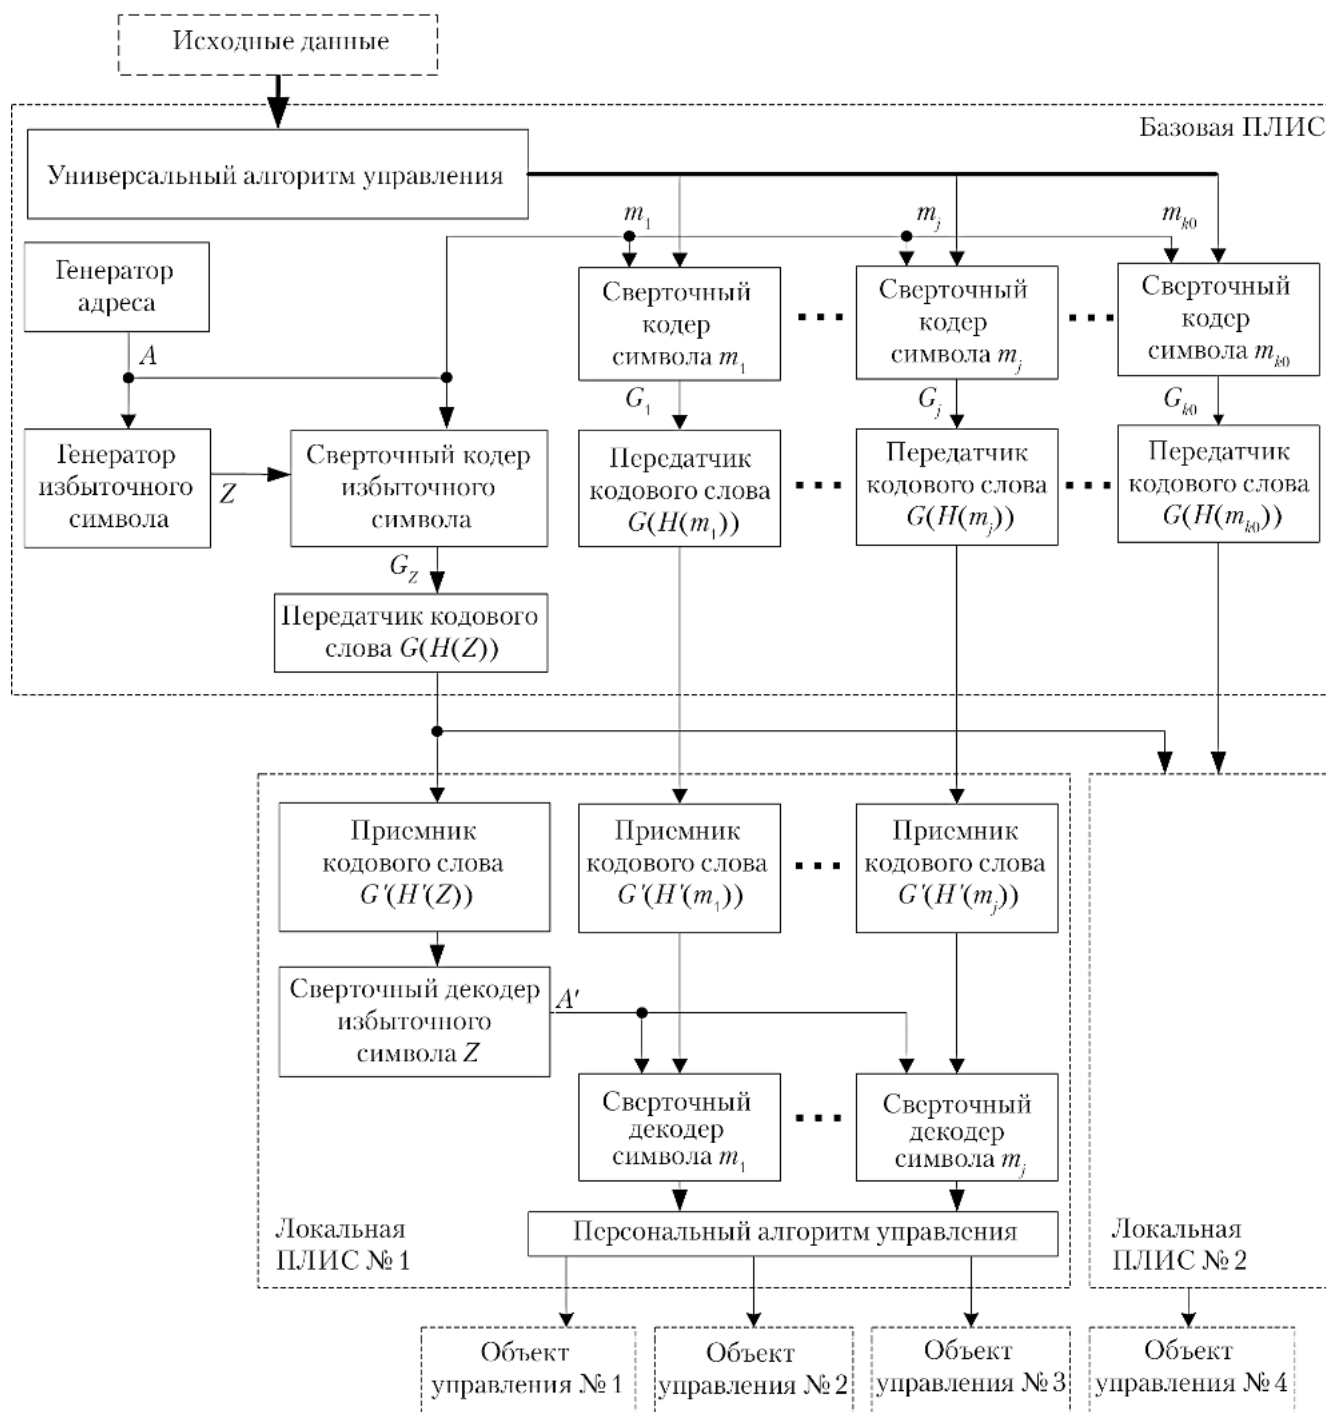 Исходные данные
Базовая ПЛИС
Универсальный алгоритм управления
m₁
mⱼ
mₖ₀
Генератор
адреса
A
Сверточный
кодер
символа m₁
Сверточный
кодер
символа mⱼ
Сверточный
кодер
символа mₖ₀
G₁
Gⱼ
Gₖ₀
Генератор
избыточного
символа
Z
Сверточный кодер
избыточного
символа
Передатчик
кодового слова
G(H(m₁))
Передатчик
кодового слова
G(H(mⱼ))
Передатчик
кодового слова
G(H(mₖ₀))
G_Z
Передатчик кодового
слова G(H(Z))
Приемник
кодового слова
G'(H'(Z))
Приемник
кодового слова
G'(H'(m₁))
Приемник
кодового слова
G'(H'(mⱼ))
Сверточный декодер
избыточного
символа Z
A'
Сверточный
декодер
символа m₁
Сверточный
декодер
символа mⱼ
Персональный алгоритм управления
Локальная
ПЛИС № 1
Локальная
ПЛИС № 2
Объект
управления № 1
Объект
управления № 2
Объект
управления № 3
Объект
управления № 4